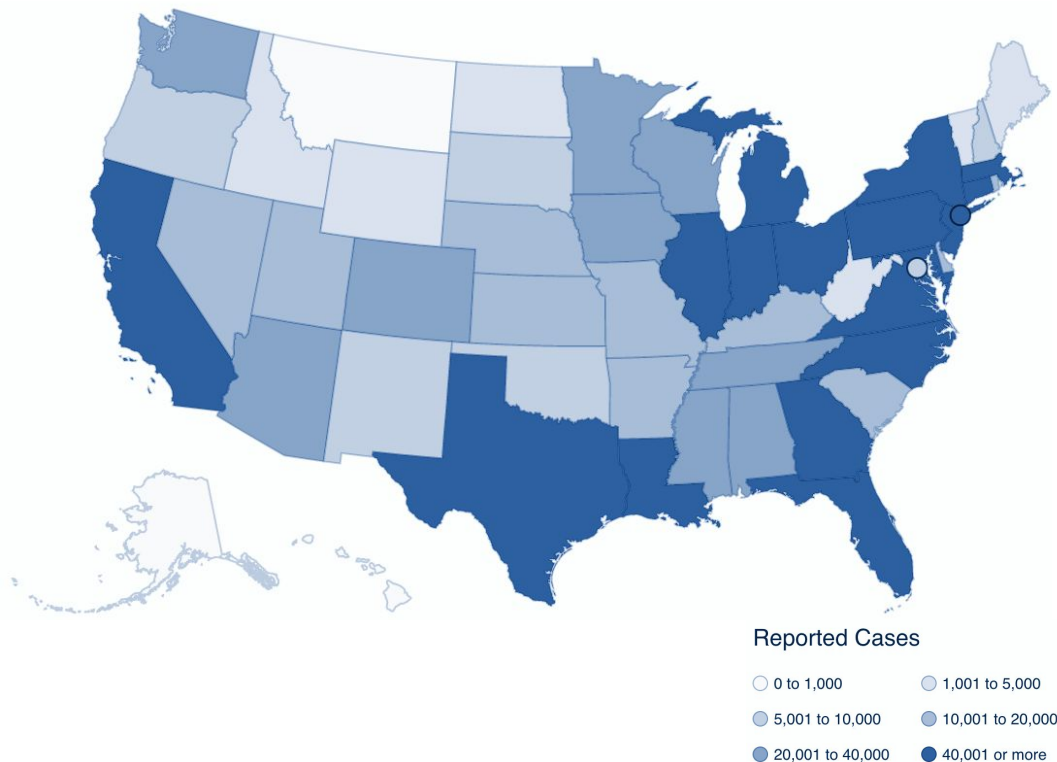 Reported Cases
0 to 1,000
1,001 to 5,000
5,001 to 10,000
10,001 to 20,000
20,001 to 40,000
40,001 or more